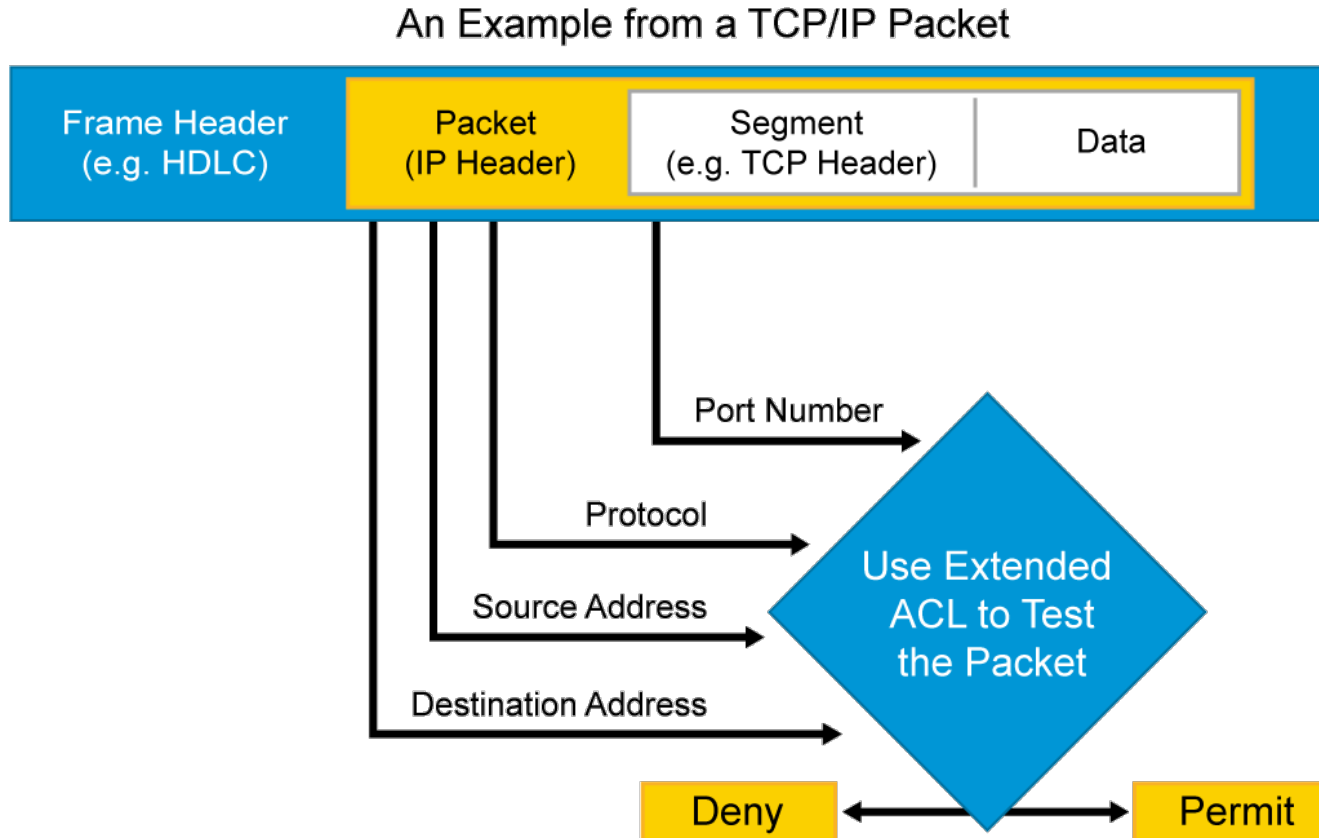 An Example from a TCP/IP Packet
Frame Header
(e.g. HDLC)
Packet
(IP Header)
Segment
(e.g. TCP Header)
Data
Port Number
Protocol
Source Address
Destination Address
Use Extended
ACL to Test
the Packet
Deny
Permit